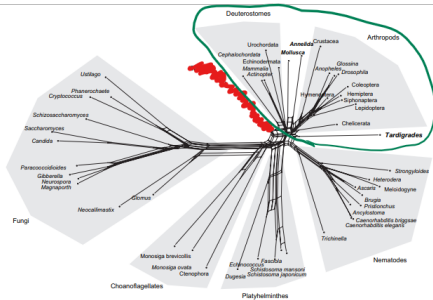 Deuterostomes
Arthropods
Urochordata
Annelida
Mollusca
Crustacea
Cephalochordata
Echinodermata
Mammalia
Actinopte
Glossina
Anopheles
Drosophila
Coleoptera
Hymenoptera
Hemiptera
Siphonaptera
Lepidoptera
Chelicerata
Tardigrades
Ustilago
Phanerochaete
Cryptococcus
Schizosaccharomyces
Saccharomyces
Candida
Paracoccidioides
Gibberella
Neurospora
Magnaporth
Neocallimastix
Glomus
Fungi
Strongyloides
Heterodera
Ascaris
Meloidogyne
Brugia
Pristionchus
Ancylostoma
Caenorhabditis briggsae
Caenorhabditis elegans
Trichinella
Nematodes
Monosiga brevicollis
Monosiga ovata
Ctenophora
Choanoflagellates
Fasciola
Echinococcus
Schistosoma mansoni
Schistosoma japonicum
Dugesia
Platyhelminthes